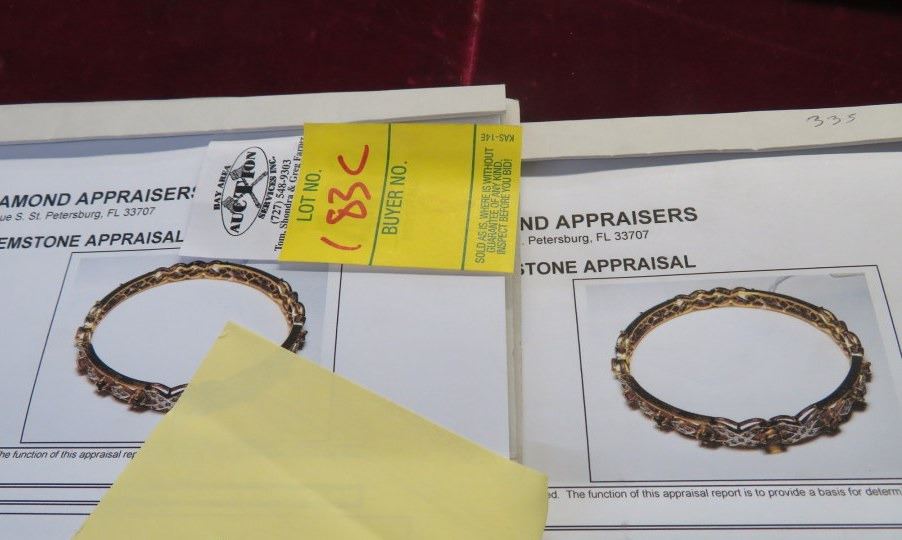 335
BAY AREA
AUCTION
SERVICES INC.
(727) 548-9303
Tom, Shondra & Greg Farner
LOT NO.
183C
BUYER NO.
SOLD AS IS, WHERE IS WITHOUT
GUARANTEE OF ANY KIND.
INSPECT BEFORE YOU BID!
KAS-14E
AMOND APPRAISERS
ue S. St. Petersburg, FL 33707
EMSTONE APPRAISAL
he function of this appraisal rep
ND APPRAISERS
. Petersburg, FL 33707
STONE APPRAISAL
ed. The function of this appraisal report is to provide a basis for determ